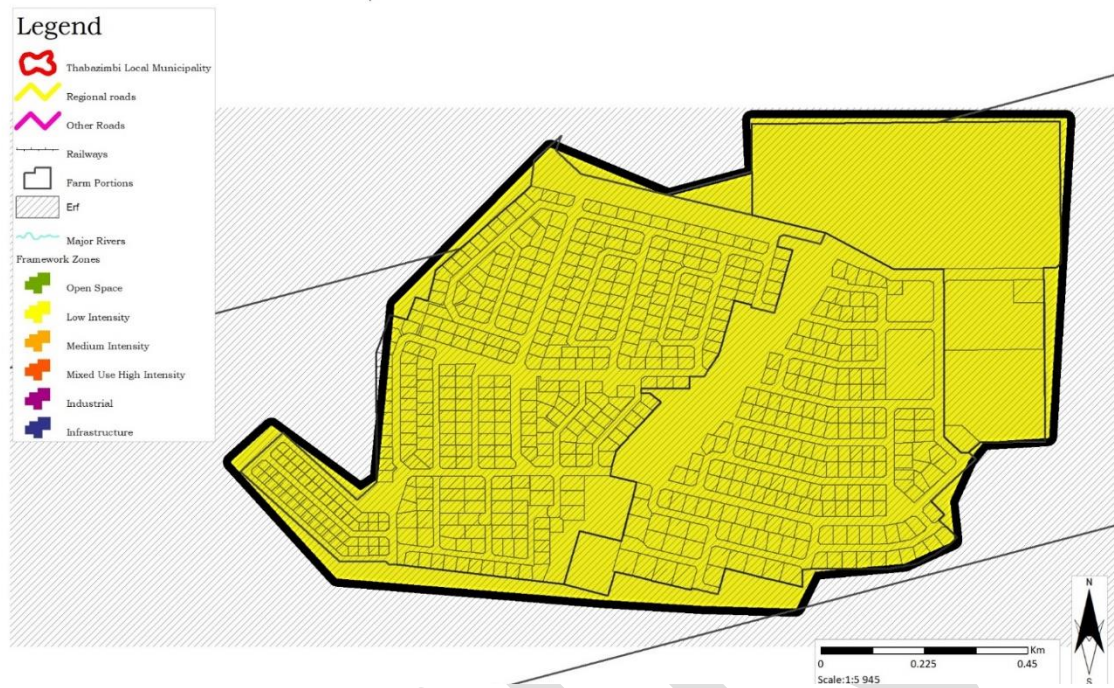 Legend
Thabazimbi Local Municipality
Regional roads
Other Roads
Railways
Farm Portions
Erf
Major Rivers
Framework Zones
Open Space
Low Intensity
Medium Intensity
Mixed Use High Intensity
Industrial
Infrastructure
N
S
Km
0 0.225 0.45
Scale:1:5 945